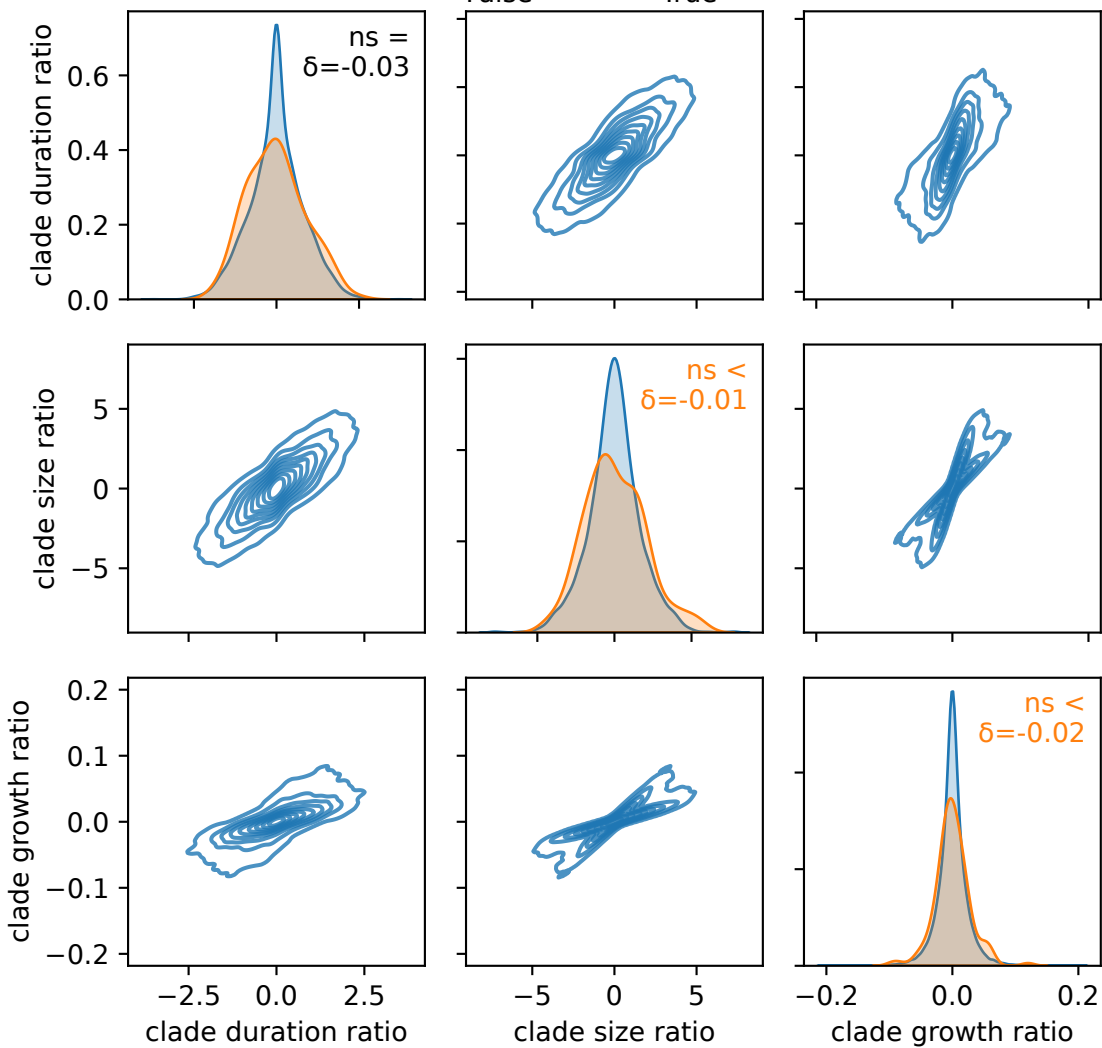 ns =
δ=-0.03
clade duration ratio
0.6
0.4
0.2
0.0
ns <
δ=-0.01
clade size ratio
5
0
−5
ns <
δ=-0.02
clade growth ratio
0.2
0.1
0.0
−0.1
−0.2
−2.5 0.0 2.5
−5 0 5
−0.2 0.0 0.2
clade duration ratio
clade size ratio
clade growth ratio